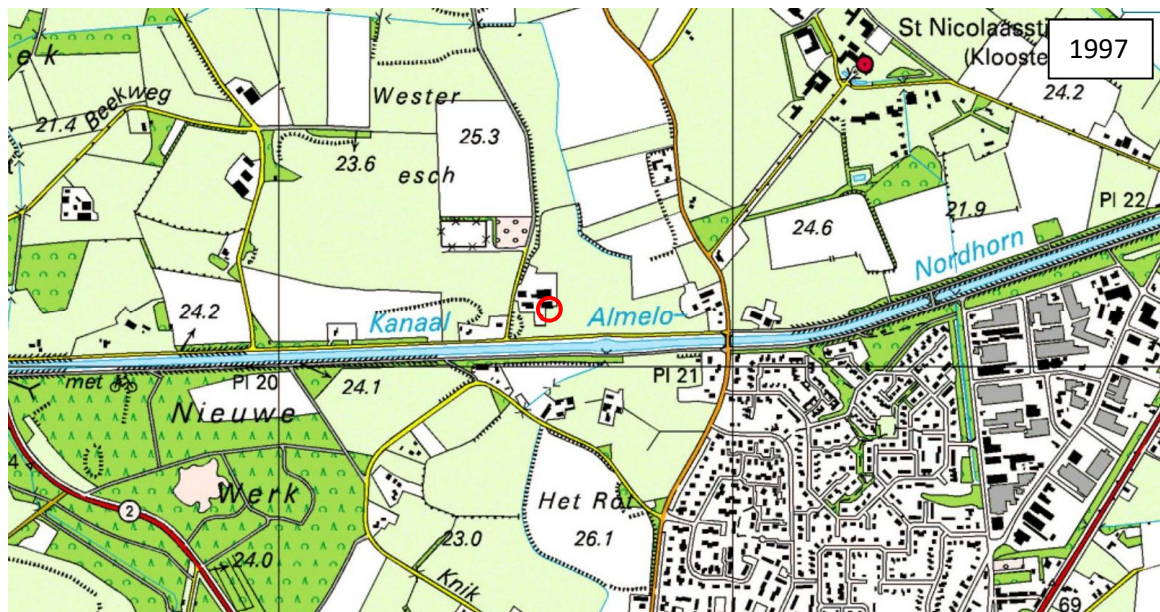 St Nicolaassti
(Klooste
1997
e k
Wester
24.2
21.4 Beekweg
25.3
23.6
esch
21.9
Pl 22
24.6
Nordhorn
24.2
Kanaal
Almelo
met
Pl 20
24.1
Pl 21
Nieuwe
4
Werk
2
Het Rot
26.1
24.0
23.0
Knik